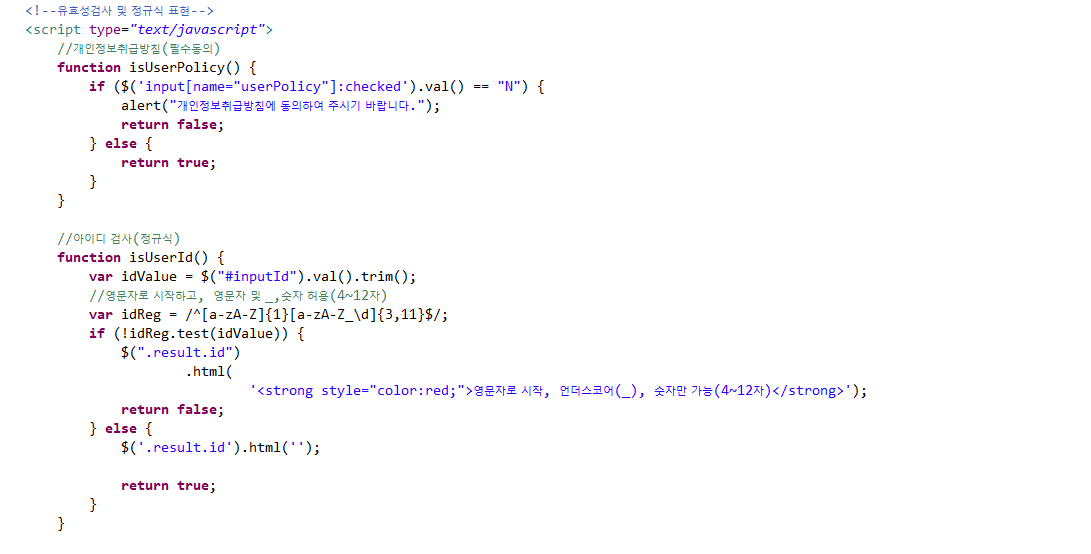 <!--유효성검사 및 정규식 표현-->
<script type="text/javascript">
    //개인정보취급방침(필수동의)
    function isUserPolicy() {
        if ($('input[name="userPolicy"]:checked').val() == "N") {
            alert("개인정보취급방침에 동의하여 주시기 바랍니다.");
            return false;
        } else {
            return true;
        }
    }

    //아이디 검사(정규식)
    function isUserId() {
        var idValue = $("#inputId").val().trim();
        //영문자로 시작하고, 영문자 및 _,숫자 허용(4~12자)
        var idReg = /^[a-zA-Z]{1}[a-zA-Z_\d]{3,11}$/;
        if (!idReg.test(idValue)) {
            $(".result.id")
                    .html(
                            '<strong style="color:red;">영문자로 시작, 언더스코어(_), 숫자만 가능(4~12자)</strong>');
            return false;
        } else {
            $('.result.id').html('');

            return true;
        }
    }